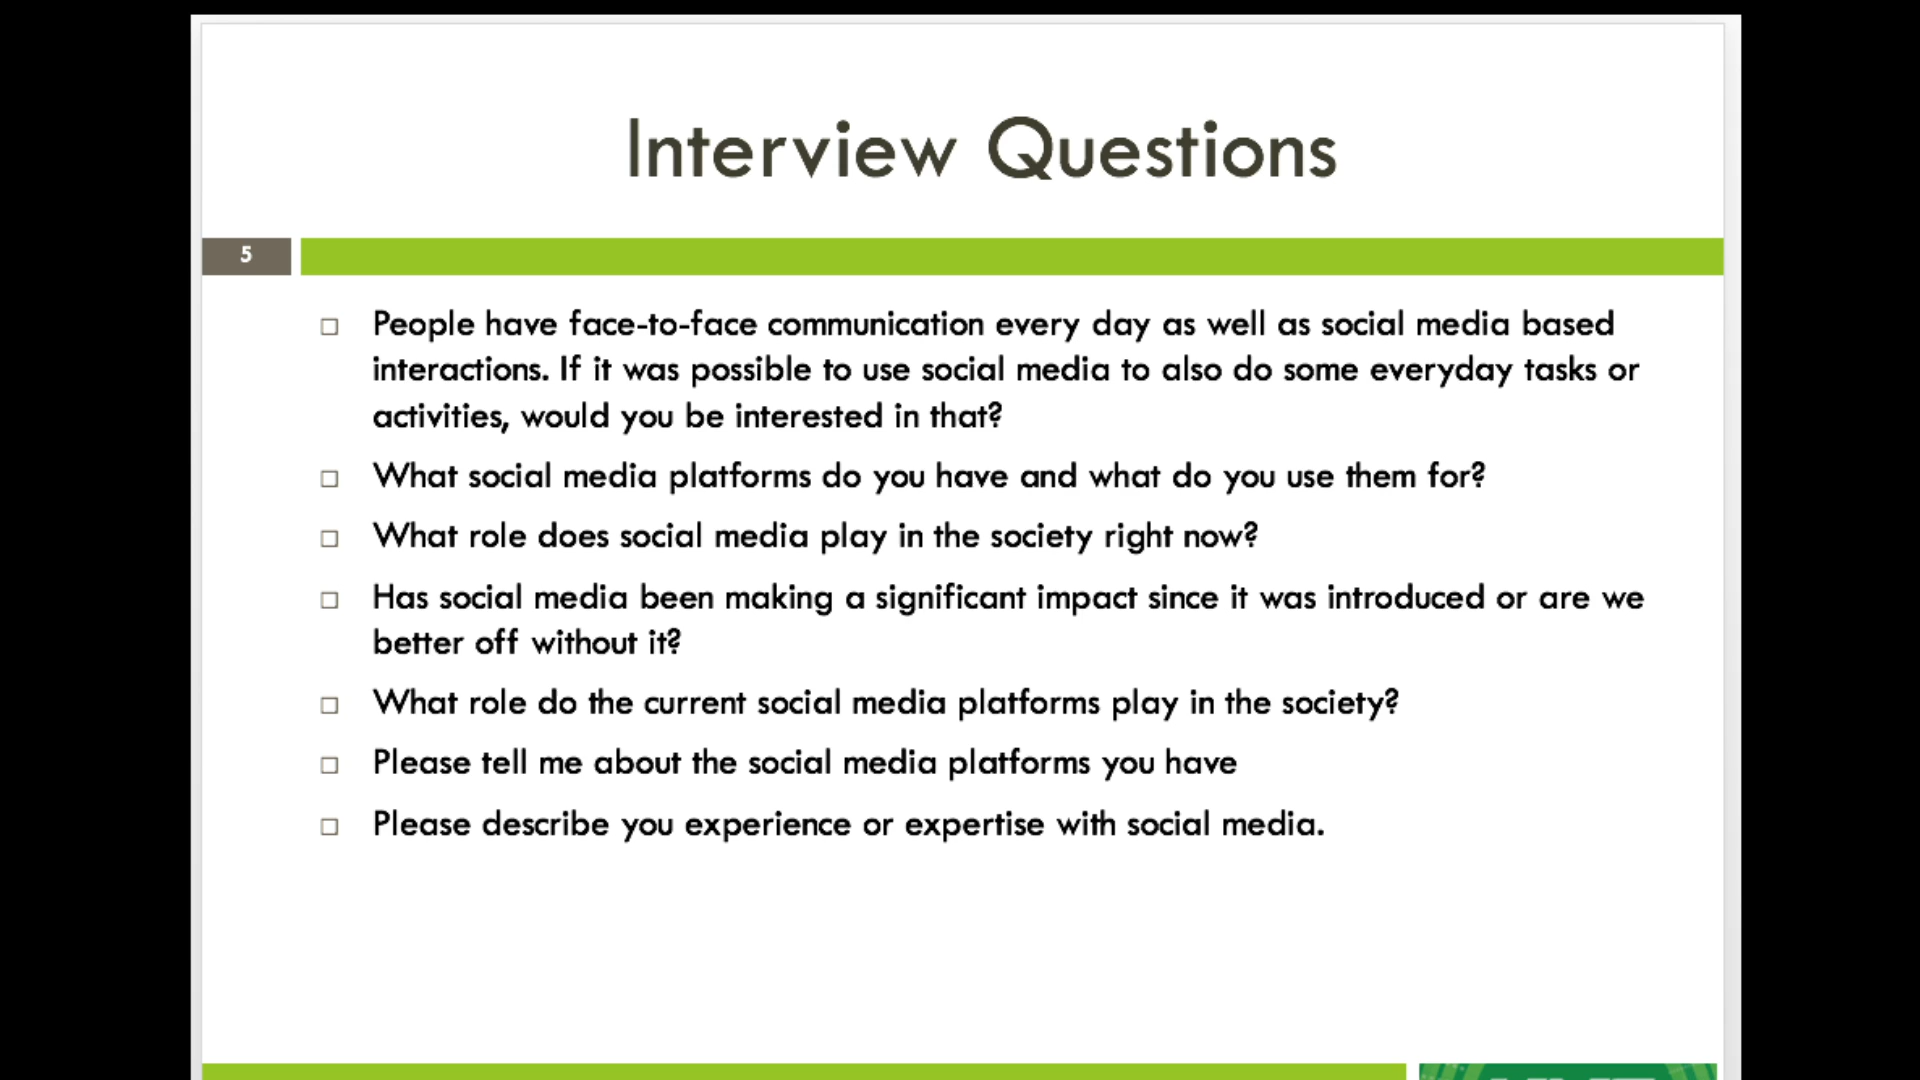 Interview Questions
5
People have face-to-face communication every day as well as social media based
interactions. If it was possible to use social media to also do some everyday tasks or
activities, would you be interested in that?
What social media platforms do you have and what do you use them for?
What role does social media play in the society right now?
Has social media been making a significant impact since it was introduced or are we
better off without it?
What role do the current social media platforms play in the society?
Please tell me about the social media platforms you have
Please describe you experience or expertise with social media.